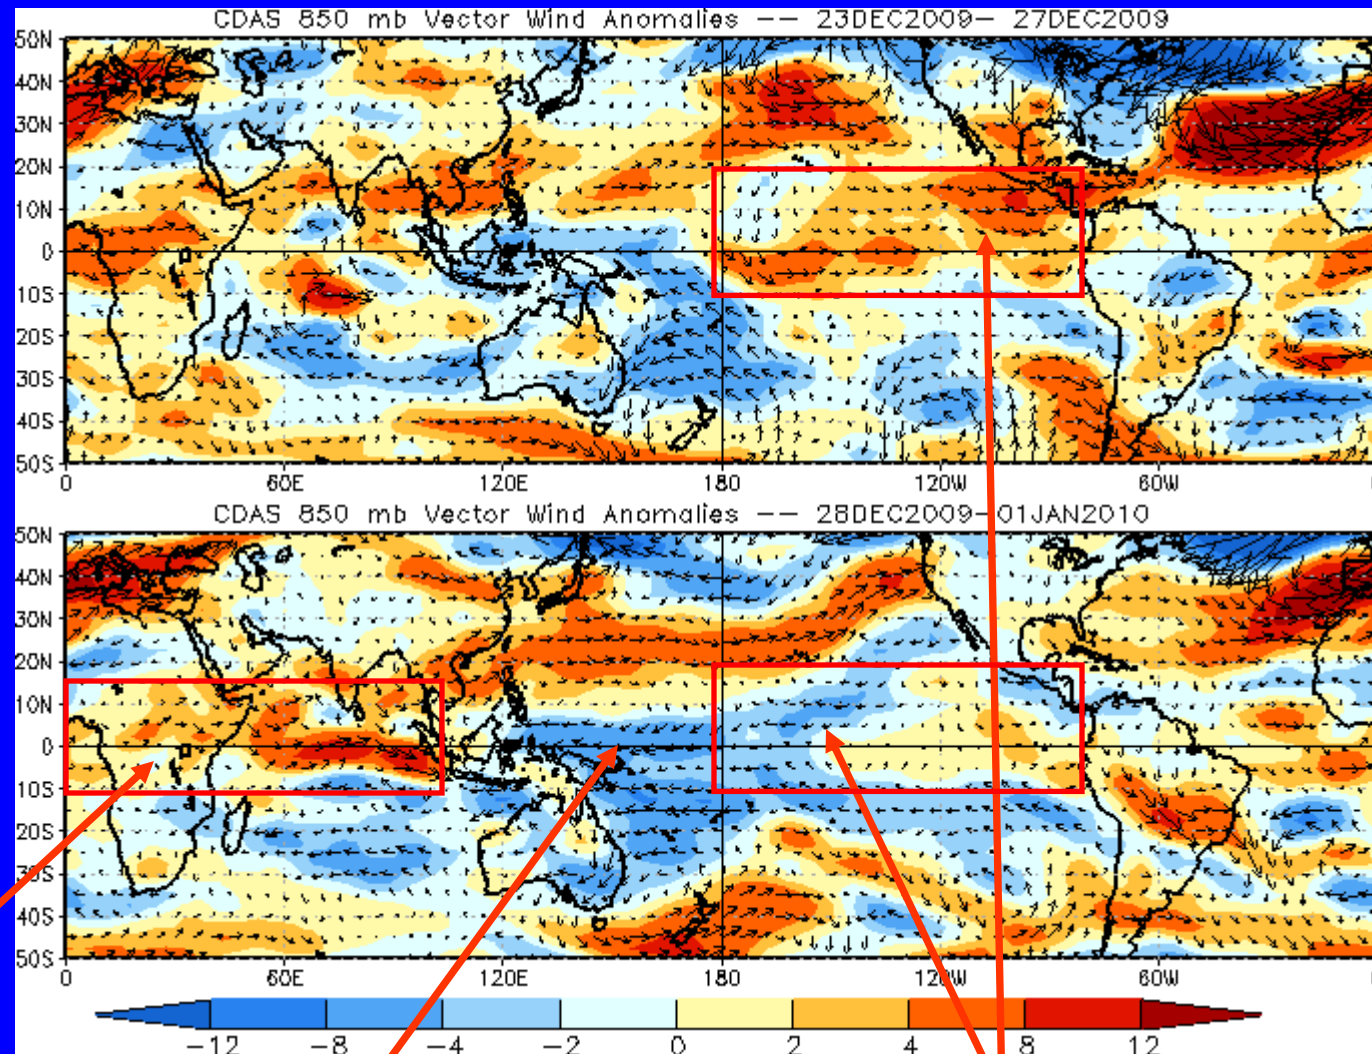 CDAS 850 mb Vector Wind Anomalies -- 23DEC2009- 27DEC2009
50N
40N
30N
20N
10N
0
10S
20S
30S
40S
50S
0 60E 120E 180 120W 60W
CDAS 850 mb Vector Wind Anomalies -- 28DEC2009-01JAN2010
50N
40N
30N
20N
10N
0
10S
20S
30S
40S
50S
0 60E 120E 180 120W 60W
-12 -8 -4 -2 0 2 4 8 12